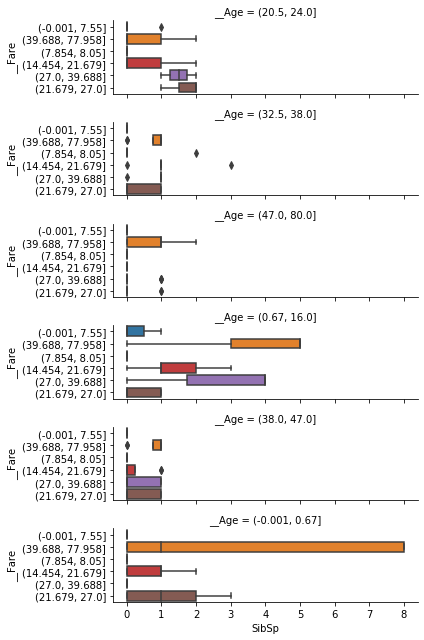 __Age = (20.5, 24.0]
(-0.001, 7.55]
(39.688, 77.958]
(7.854, 8.05]
(14.454, 21.679]
(27.0, 39.688]
(21.679, 27.0]
__Fare
__Age = (32.5, 38.0]
(-0.001, 7.55]
(39.688, 77.958]
(7.854, 8.05]
(14.454, 21.679]
(27.0, 39.688]
(21.679, 27.0]
__Fare
__Age = (47.0, 80.0]
(-0.001, 7.55]
(39.688, 77.958]
(7.854, 8.05]
(14.454, 21.679]
(27.0, 39.688]
(21.679, 27.0]
__Fare
__Age = (0.67, 16.0]
(-0.001, 7.55]
(39.688, 77.958]
(7.854, 8.05]
(14.454, 21.679]
(27.0, 39.688]
(21.679, 27.0]
__Fare
__Age = (38.0, 47.0]
(-0.001, 7.55]
(39.688, 77.958]
(7.854, 8.05]
(14.454, 21.679]
(27.0, 39.688]
(21.679, 27.0]
__Fare
__Age = (-0.001, 0.67]
(-0.001, 7.55]
(39.688, 77.958]
(7.854, 8.05]
(14.454, 21.679]
(27.0, 39.688]
(21.679, 27.0]
__Fare
0 1 2 3 4 5 6 7 8
SibSp